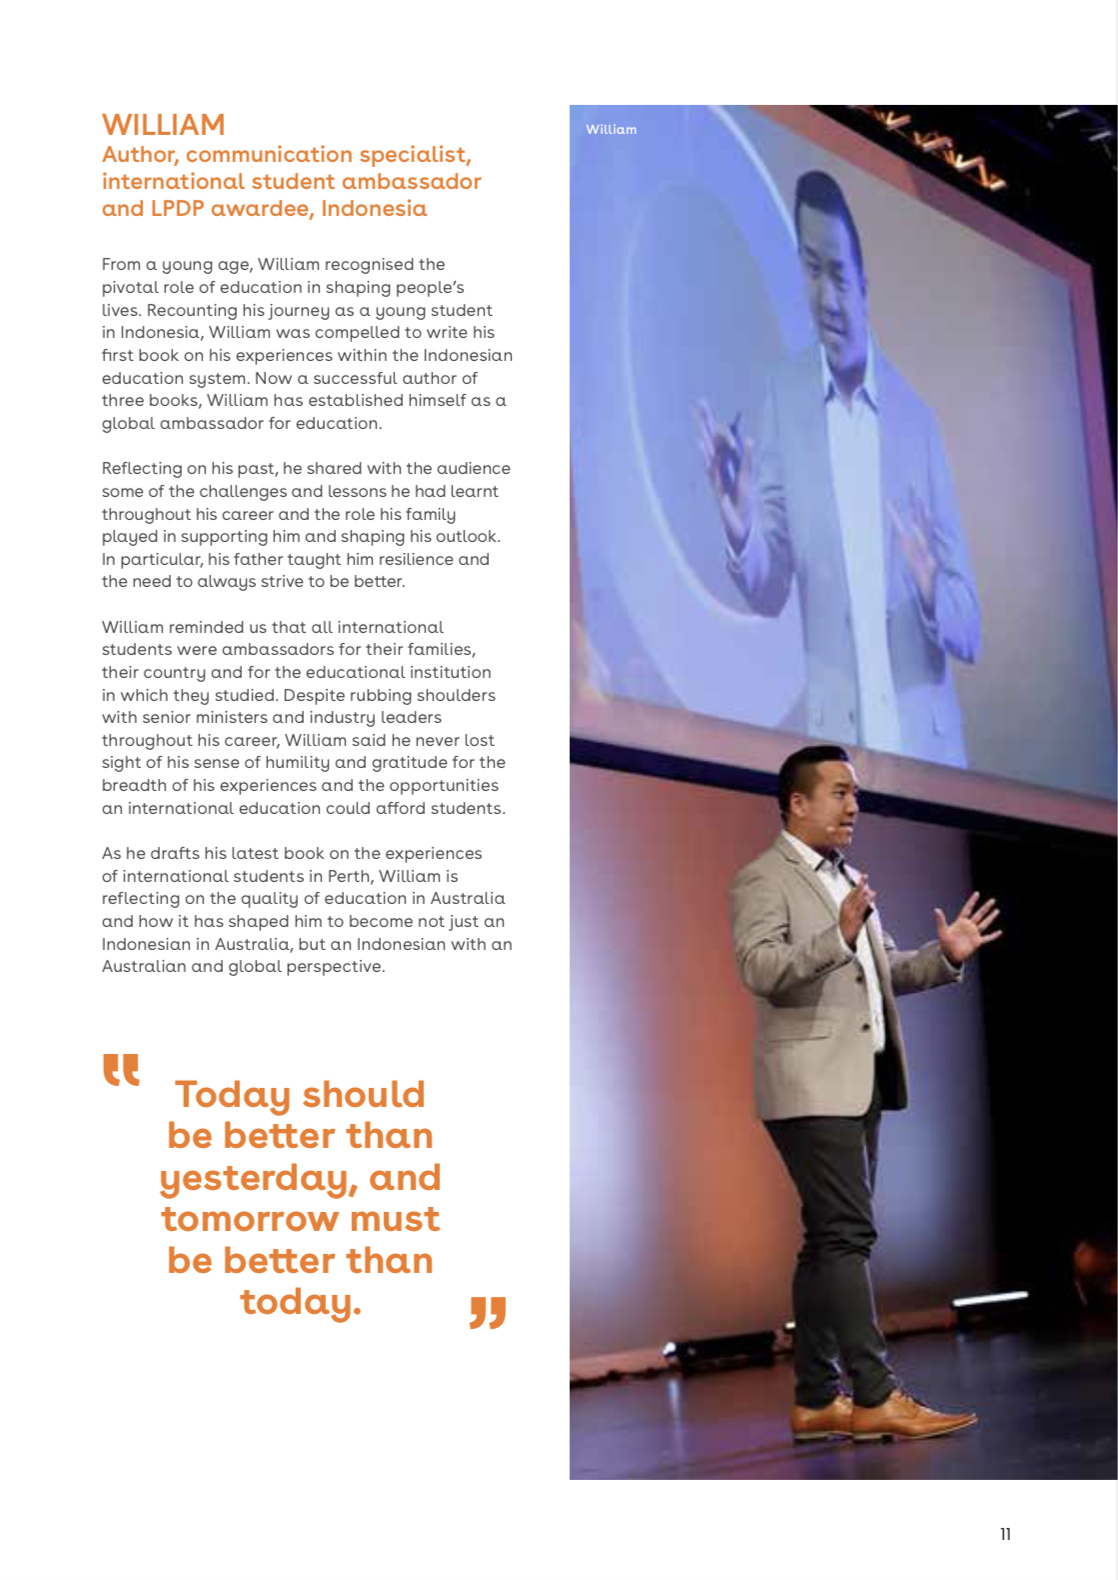 WILLIAM
Author, communication specialist,
international student ambassador
and LPDP awardee, Indonesia
From a young age, William recognised the
pivotal role of education in shaping people’s
lives. Recounting his journey as a young student
in Indonesia, William was compelled to write his
first book on his experiences within the Indonesian
education system. Now a successful author of
three books, William has established himself as a
global ambassador for education.
Reflecting on his past, he shared with the audience
some of the challenges and lessons he had learnt
throughout his career and the role his family
played in supporting him and shaping his outlook.
In particular, his father taught him resilience and
the need to always strive to be better.
William reminded us that all international
students were ambassadors for their families,
their country and for the educational institution
in which they studied. Despite rubbing shoulders
with senior ministers and industry leaders
throughout his career, William said he never lost
sight of his sense of humility and gratitude for the
breadth of his experiences and the opportunities
an international education could afford students.
As he drafts his latest book on the experiences
of international students in Perth, William is
reflecting on the quality of education in Australia
and how it has shaped him to become not just an
Indonesian in Australia, but an Indonesian with an
Australian and global perspective.
“ Today should
be better than
yesterday, and
tomorrow must
be better than
today. ”
William
11